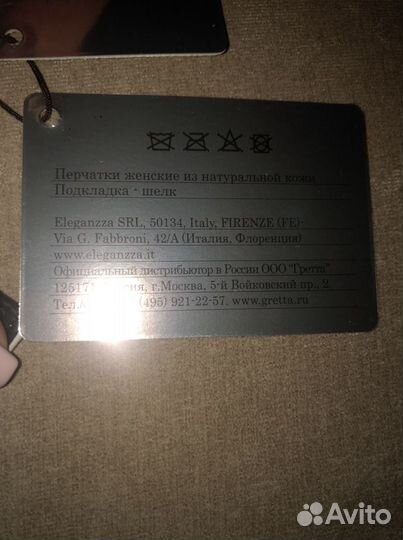 Перчатки женские из натуральной кожи
Подкладка - шелк
Eleganzza SRL, 50134, Italy, FIRENZE (FE)-
Via G. Fabbroni, 42/A (Италия, Флоренция)
www.eleganzza.it
Официальный дистрибьютор в России ООО "Гретта"
г.Москва, 5-й Войковский пр., 2
(495) 921-22-57. www.gretta.ru
Avito